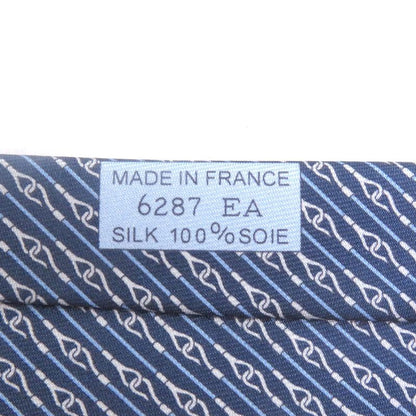 MADE IN FRANCE
6287 EA
SILK 100% SOIE